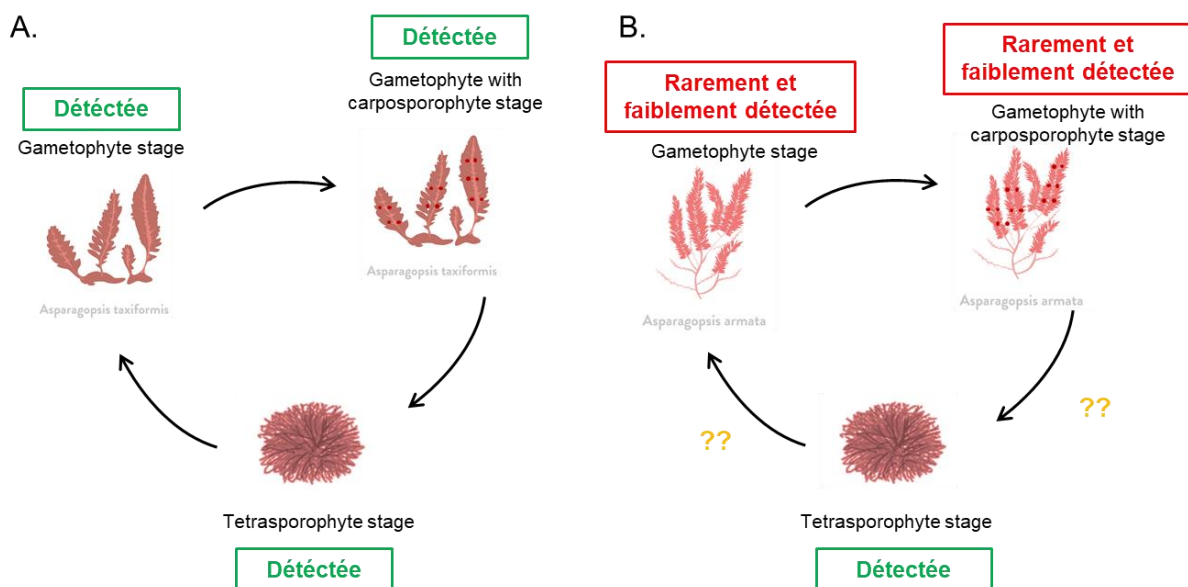 A.
Détéctée
Gametophyte stage
Détéctée
Gametophyte with
carposporophyte stage
Asparagopsis taxiformis
Asparagopsis taxiformis
Tetrasporophyte stage
Détéctée
B.
Rarement et
faiblement détectée
Gametophyte stage
Rarement et
faiblement détectée
Gametophyte with
carposporophyte stage
Asparagopsis armata
Asparagopsis armata
??
??
Tetrasporophyte stage
Détectée